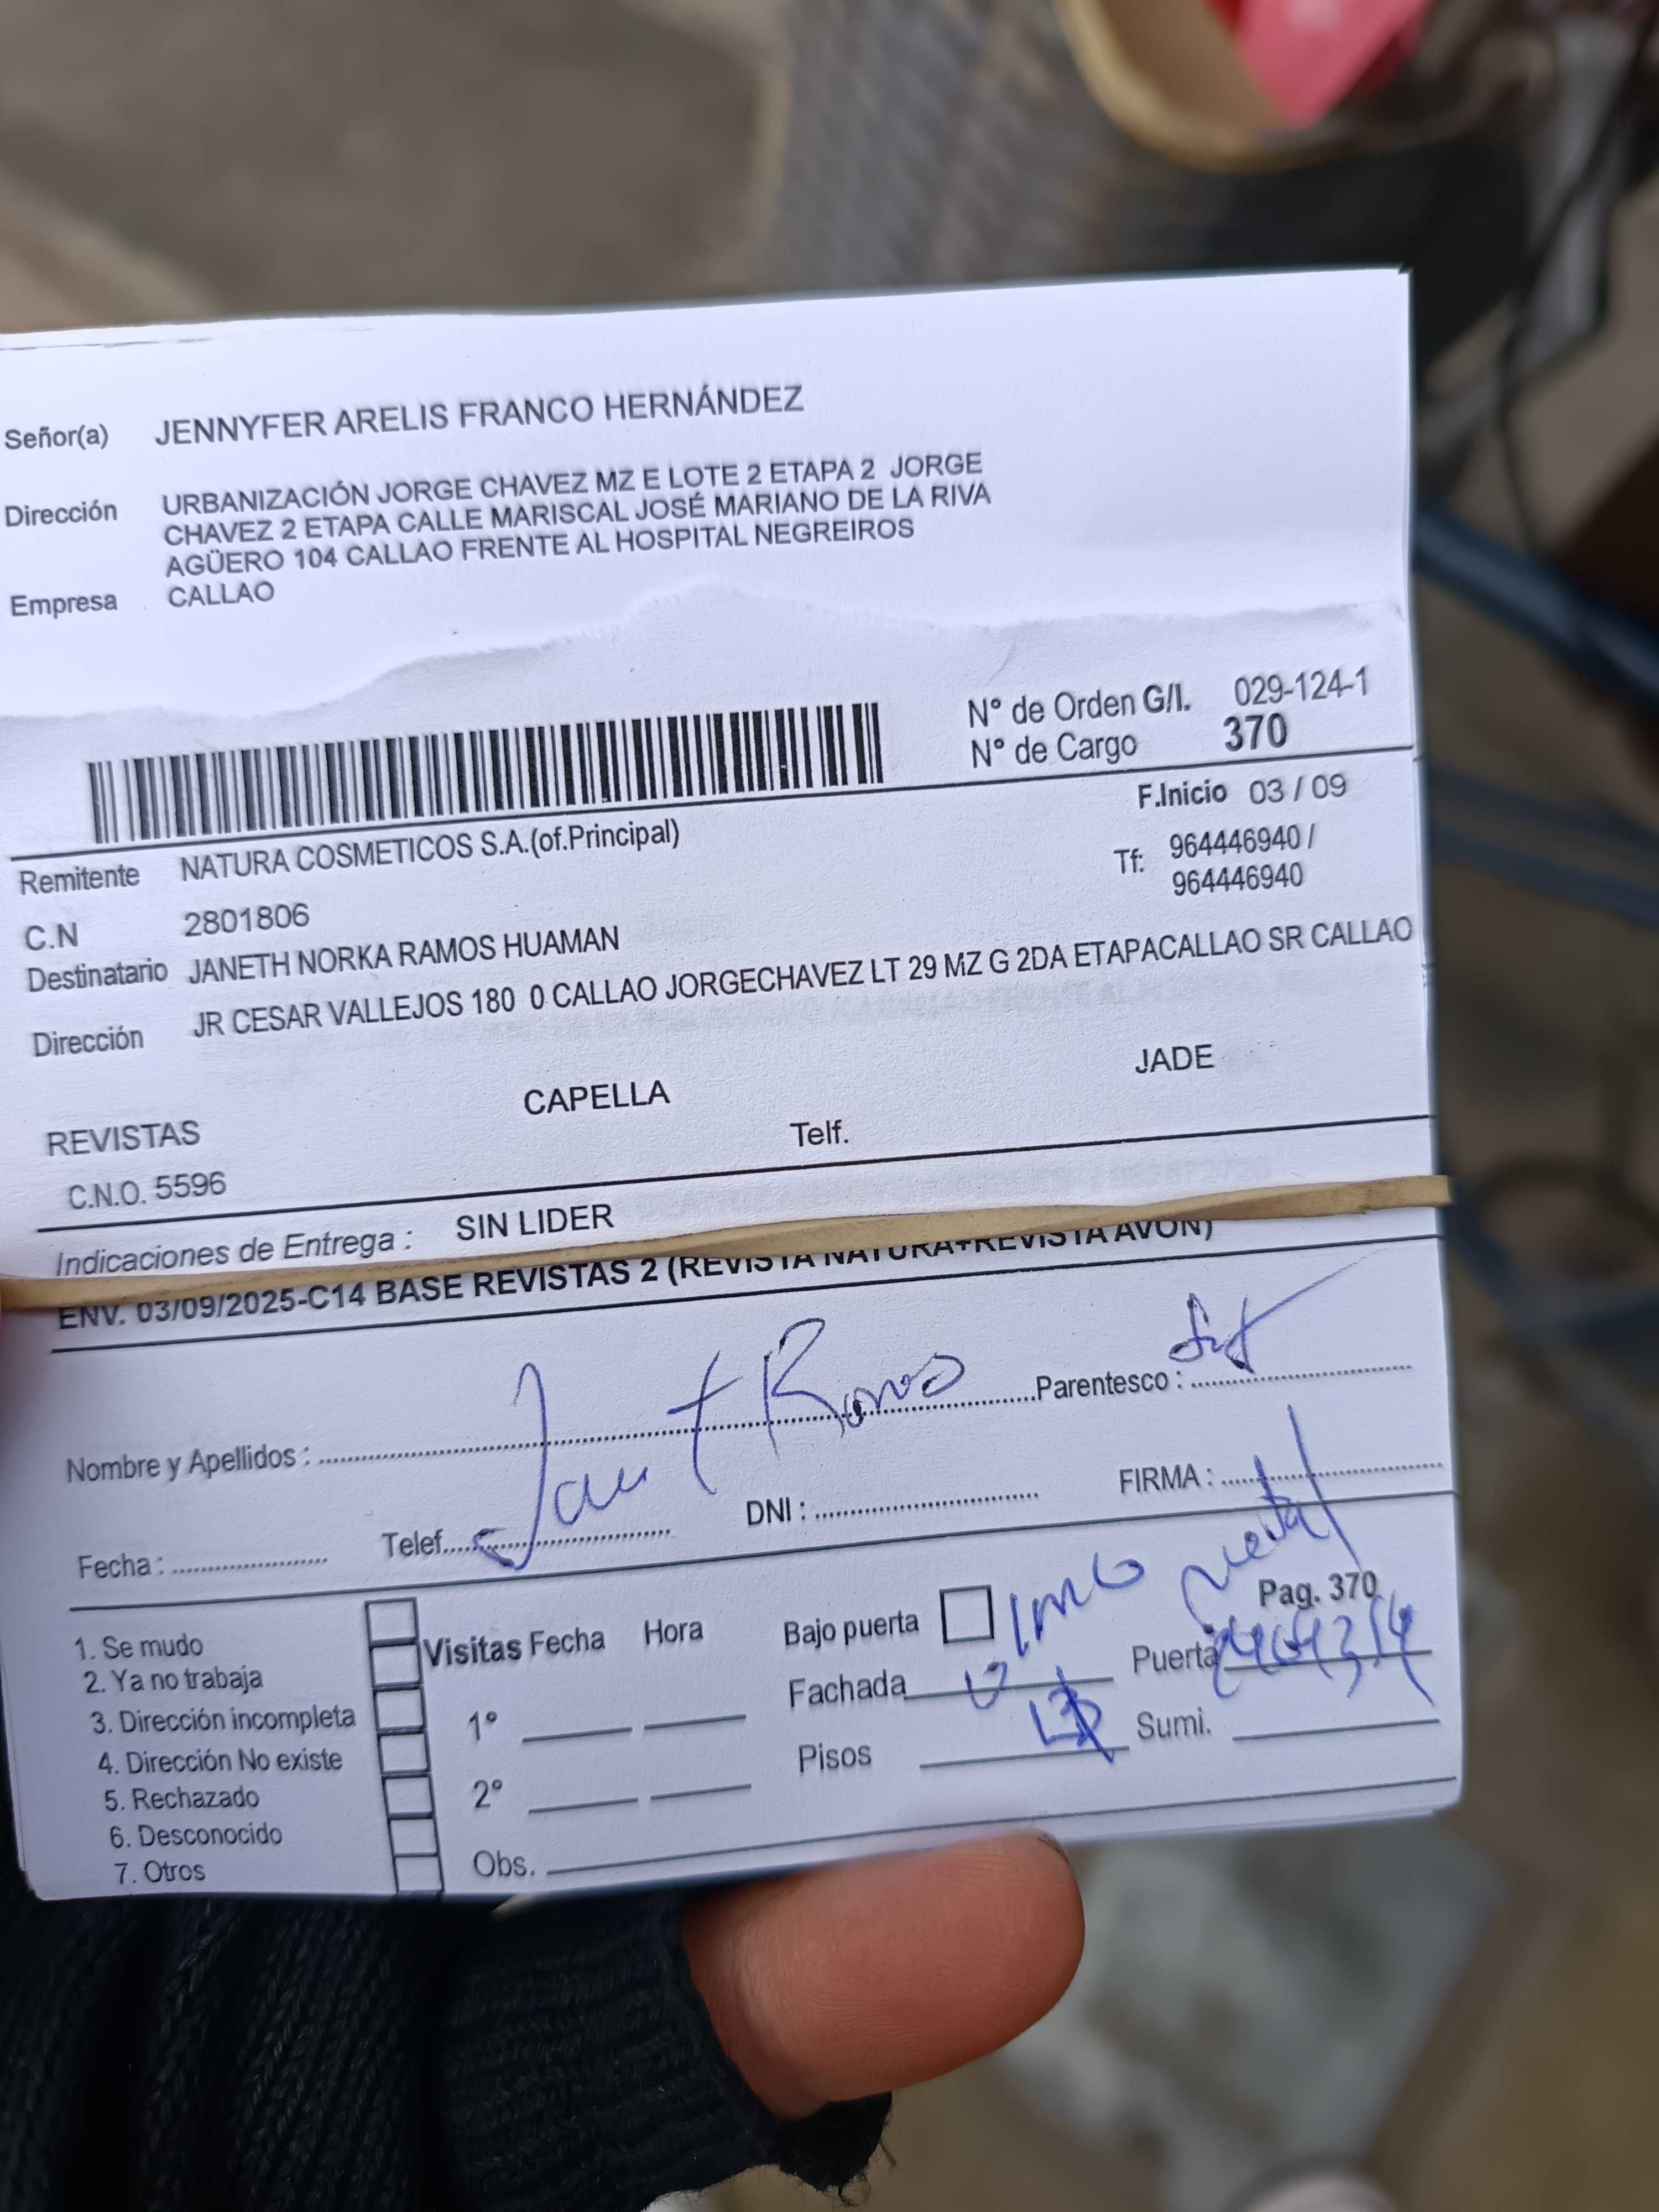 Señor(a) JENNYFER ARELIS FRANCO HERNÁNDEZ
Dirección URBANIZACIÓN JORGE CHAVEZ MZ E LOTE 2 ETAPA 2 JORGE
CHAVEZ 2 ETAPA CALLE MARISCAL JOSÉ MARIANO DE LA RIVA
AGÜERO 104 CALLAO FRENTE AL HOSPITAL NEGREIROS
Empresa CALLAO
N° de Orden G/I. 029-124-1
N° de Cargo 370
F.Inicio 03 / 09
Remitente NATURA COSMETICOS S.A.(of.Principal)
Tf: 964446940 /
964446940
C.N 2801806
Destinatario JANETH NORKA RAMOS HUAMAN
Dirección JR CESAR VALLEJOS 180 0 CALLAO JORGECHAVEZ LT 29 MZ G 2DA ETAPACALLAO SR CALLAO
REVISTAS CAPELLA JADE
C.N.O. 5596 Telf.
Indicaciones de Entrega : SIN LIDER
ENV. 03/09/2025-C14 BASE REVISTAS 2 (REVISTA NATURA+REVISTA AVON)
Nombre y Apellidos : Ramos Parentesco :
Fecha : Telef. DNI : FIRMA :
Pag. 370
1. Se mudo
2. Ya no trabaja
3. Dirección incompleta
4. Dirección No existe
5. Rechazado
6. Desconocido
7. Otros
Visitas Fecha Hora
1°
2°
Obs.
Bajo puerta
Fachada Puerta
Pisos Sumi.